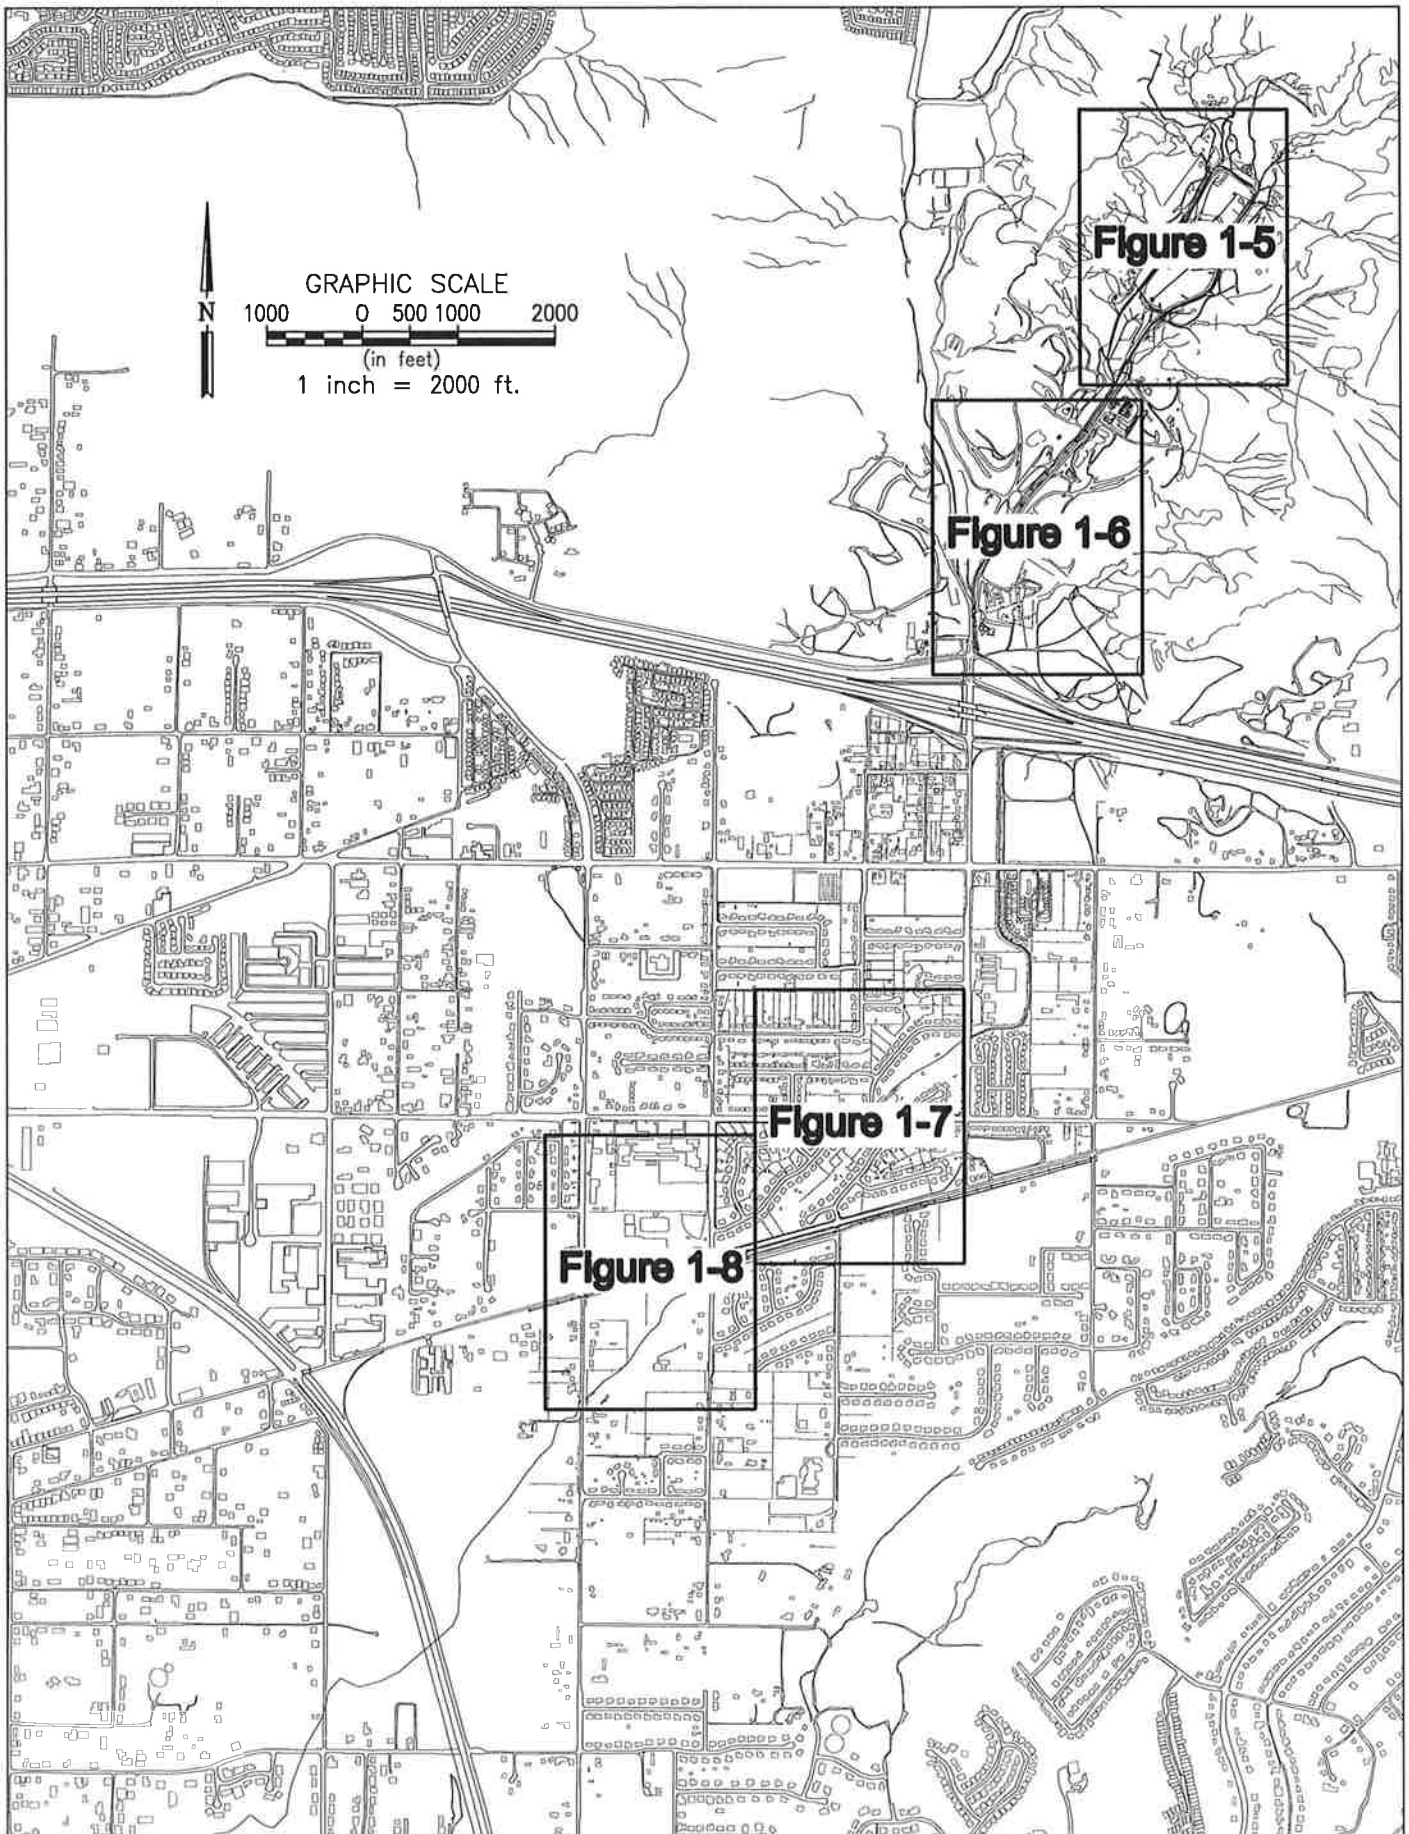 Figure 1-5
GRAPHIC SCALE
1000 0 500 1000 2000
N
(in feet)
1 inch = 2000 ft.
Figure 1-6
Figure 1-7
Figure 1-8